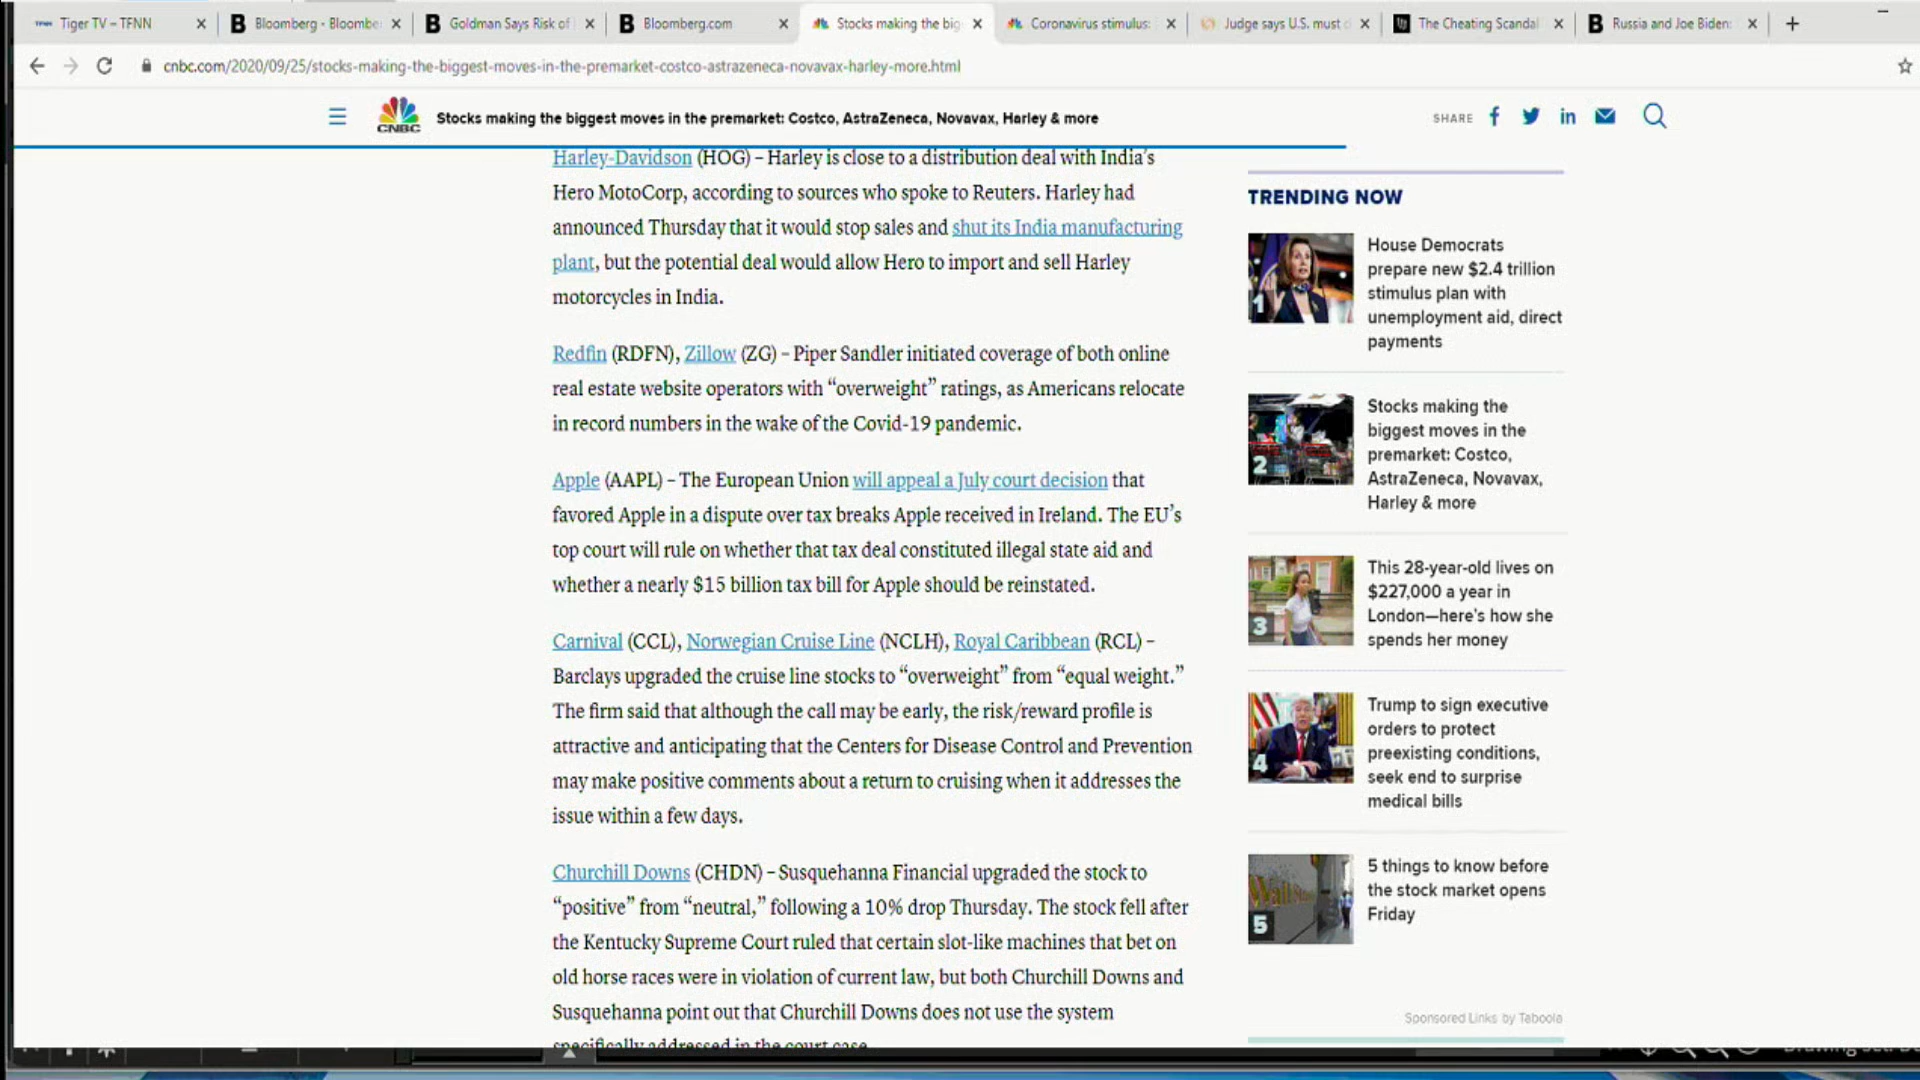 Tiger TV – TFNN
Bloomberg - Bloombe
Goldman Says Risk of
Bloomberg.com
Stocks making the big
Coronavirus stimulus:
Judge says U.S. must
The Cheating Scandal
Russia and Joe Biden:
cnbc.com/2020/09/25/stocks-making-the-biggest-moves-in-the-premarket-costco-astrazeneca-novavax-harley-more.html
CNBC
Stocks making the biggest moves in the premarket: Costco, AstraZeneca, Novavax, Harley & more
SHARE
Harley-Davidson (HOG) – Harley is close to a distribution deal with India’s
Hero MotoCorp, according to sources who spoke to Reuters. Harley had
announced Thursday that it would stop sales and shut its India manufacturing
plant, but the potential deal would allow Hero to import and sell Harley
motorcycles in India.
Redfin (RDFN), Zillow (ZG) – Piper Sandler initiated coverage of both online
real estate website operators with “overweight” ratings, as Americans relocate
in record numbers in the wake of the Covid-19 pandemic.
Apple (AAPL) – The European Union will appeal a July court decision that
favored Apple in a dispute over tax breaks Apple received in Ireland. The EU’s
top court will rule on whether that tax deal constituted illegal state aid and
whether a nearly $15 billion tax bill for Apple should be reinstated.
Carnival (CCL), Norwegian Cruise Line (NCLH), Royal Caribbean (RCL) –
Barclays upgraded the cruise line stocks to “overweight” from “equal weight.”
The firm said that although the call may be early, the risk/reward profile is
attractive and anticipating that the Centers for Disease Control and Prevention
may make positive comments about a return to cruising when it addresses the
issue within a few days.
Churchill Downs (CHDN) – Susquehanna Financial upgraded the stock to
“positive” from “neutral,” following a 10% drop Thursday. The stock fell after
the Kentucky Supreme Court ruled that certain slot-like machines that bet on
old horse races were in violation of current law, but both Churchill Downs and
Susquehanna point out that Churchill Downs does not use the system
specifically addressed in the court case.
TRENDING NOW
1
House Democrats
prepare new $2.4 trillion
stimulus plan with
unemployment aid, direct
payments
2
Stocks making the
biggest moves in the
premarket: Costco,
AstraZeneca, Novavax,
Harley & more
3
This 28-year-old lives on
$227,000 a year in
London—here’s how she
spends her money
4
Trump to sign executive
orders to protect
preexisting conditions,
seek end to surprise
medical bills
5
5 things to know before
the stock market opens
Friday
Sponsored Links by Taboola